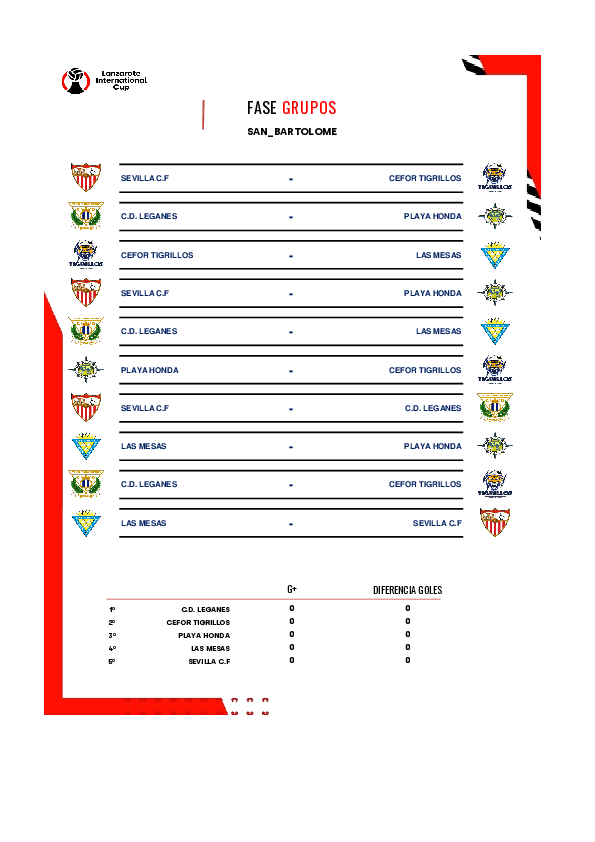 Lanzarote
International
Cup
FASE GRUPOS
SAN_BARTOLOME
SEVILLA C.F - CEFOR TIGRILLOS
C.D. LEGANES - PLAYA HONDA
CEFOR TIGRILLOS - LAS MESAS
SEVILLA C.F - PLAYA HONDA
C.D. LEGANES - LAS MESAS
PLAYA HONDA - CEFOR TIGRILLOS
SEVILLA C.F - C.D. LEGANES
LAS MESAS - PLAYA HONDA
C.D. LEGANES - CEFOR TIGRILLOS
LAS MESAS - SEVILLA C.F
G+ DIFERENCIA GOLES
1º C.D. LEGANES 0 0
2º CEFOR TIGRILLOS 0 0
3º PLAYA HONDA 0 0
4º LAS MESAS 0 0
5º SEVILLA C.F 0 0